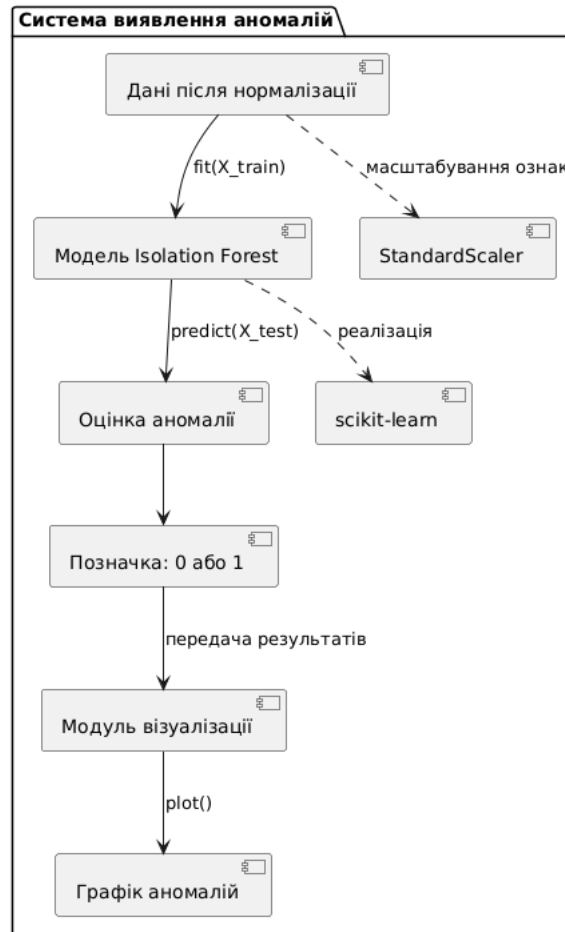 Система виявлення аномалій
Дані після нормалізації
fit(X_train)
масштабування ознак
Модель Isolation Forest
StandardScaler
predict(X_test)
реалізація
Оцінка аномалії
scikit-learn
Позначка: 0 або 1
передача результатів
Модуль візуалізації
plot()
Графік аномалій